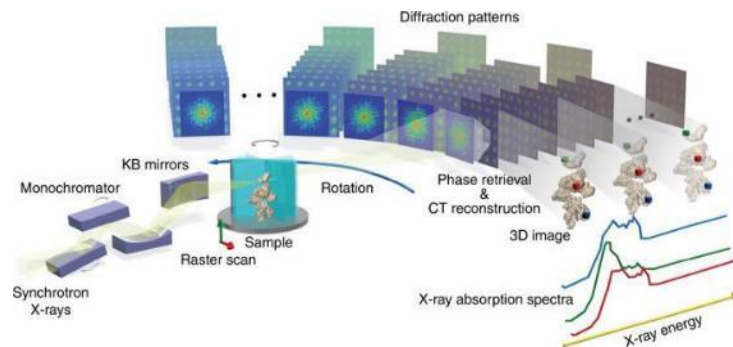 Diffraction patterns
KB mirrors
Monochromator
Rotation
Phase retrieval
&
CT reconstruction
3D image
Sample
Raster scan
Synchrotron
X-rays
X-ray absorption spectra
X-ray energy